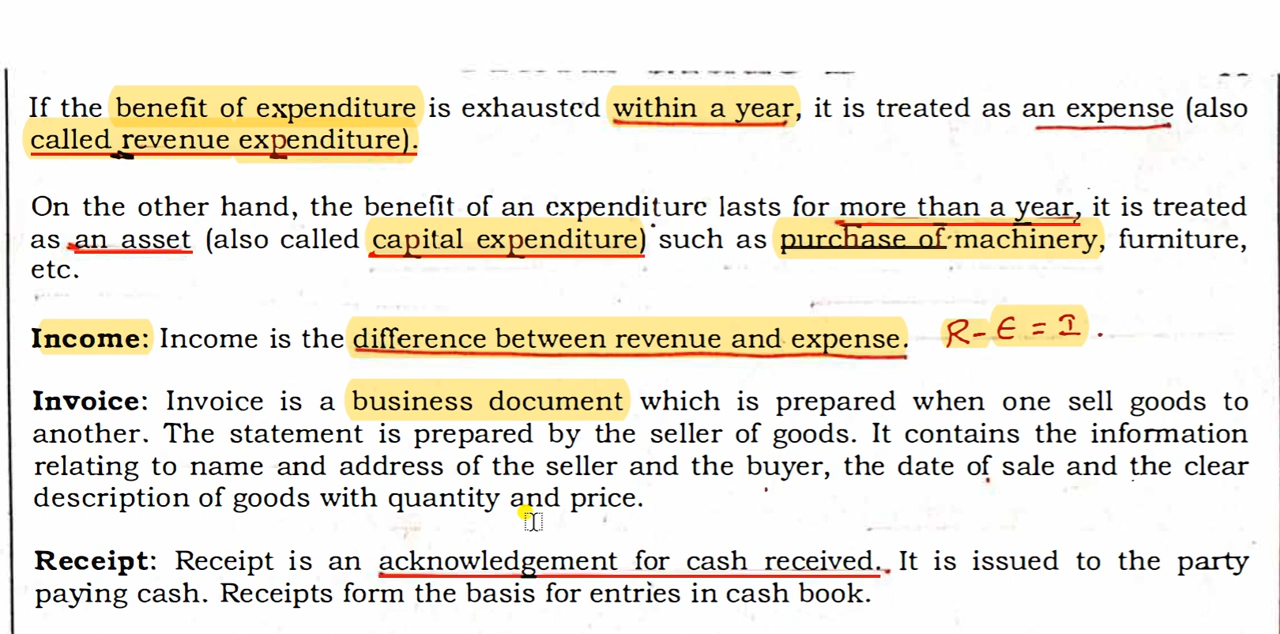 If the benefit of expenditure is exhausted within a year, it is treated as an expense (also
called revenue expenditure).
On the other hand, the benefit of an expenditure lasts for more than a year, it is treated
as an asset (also called capital expenditure) such as purchase of machinery, furniture,
etc.
Income: Income is the difference between revenue and expense. R - E = I.
Invoice: Invoice is a business document which is prepared when one sell goods to
another. The statement is prepared by the seller of goods. It contains the information
relating to name and address of the seller and the buyer, the date of sale and the clear
description of goods with quantity and price.
Receipt: Receipt is an acknowledgement for cash received. It is issued to the party
paying cash. Receipts form the basis for entries in cash book.